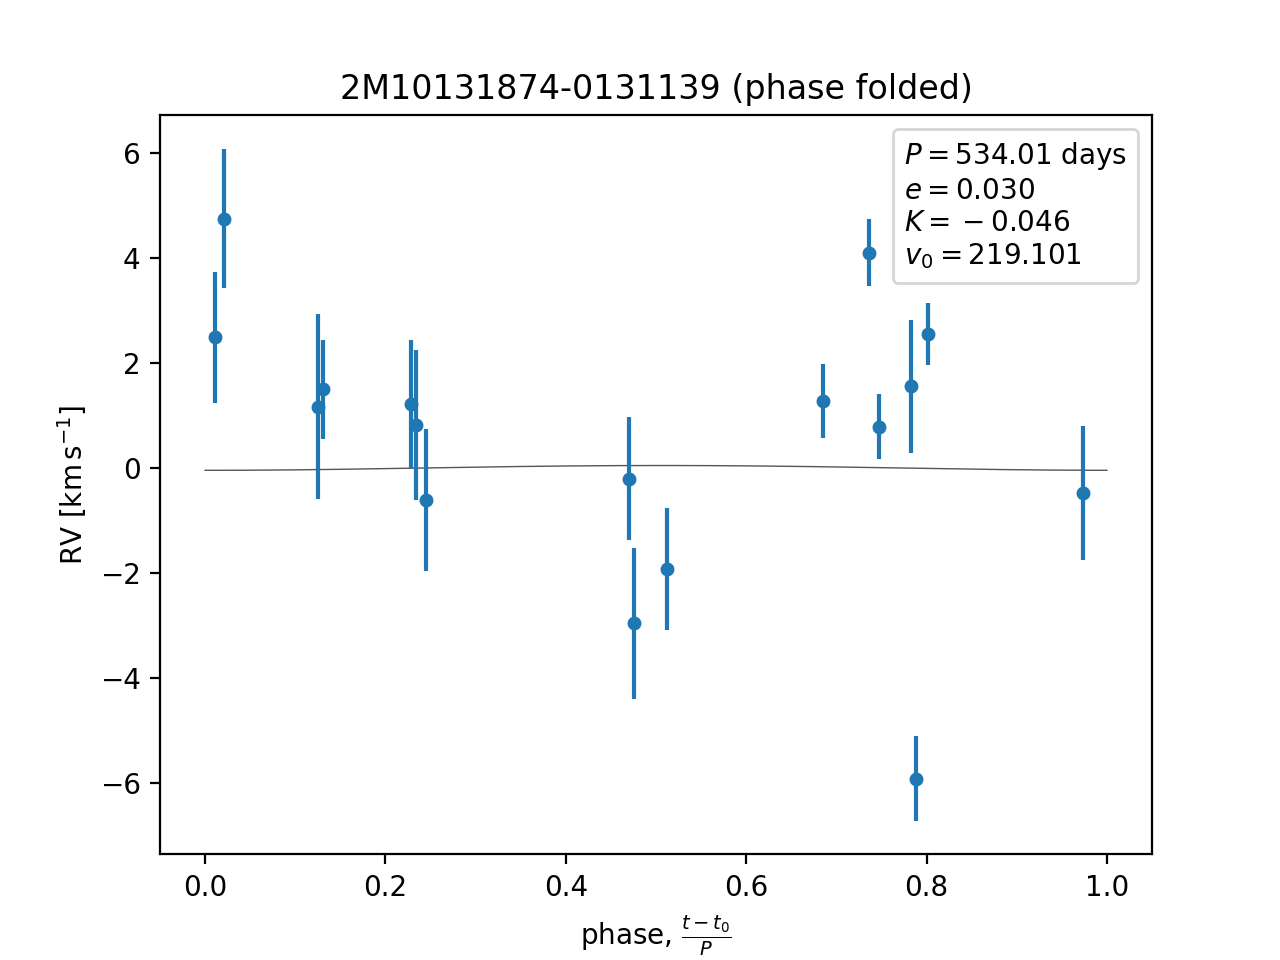 2M10131874-0131139 (phase folded)
P = 534.01 days
e = 0.030
K = −0.046
v₀ = 219.101
6
4
2
0
−2
−4
−6
RV [km s⁻¹]
0.0 0.2 0.4 0.6 0.8 1.0
phase, (t − t₀)/P